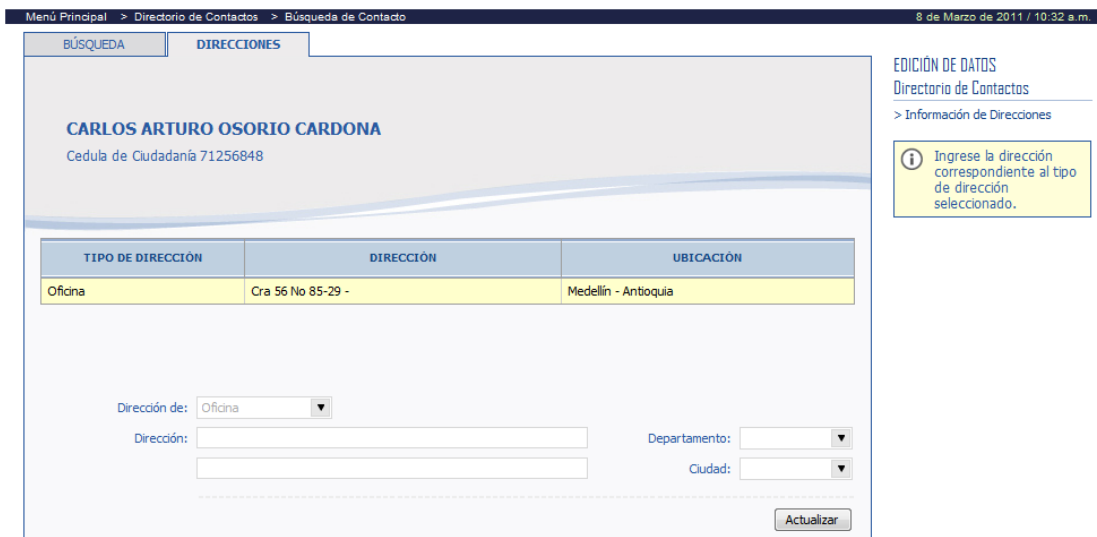 Menú Principal > Directorio de Contactos > Búsqueda de Contacto
8 de Marzo de 2011 / 10:32 a.m.
BÚSQUEDA
DIRECCIONES
CARLOS ARTURO OSORIO CARDONA
Cedula de Ciudadanía 71256848
TIPO DE DIRECCIÓN DIRECCIÓN UBICACIÓN
Oficina Cra 56 No 85-29 - Medellín - Antioquia
Dirección de: Oficina
Dirección: Departamento:
Ciudad:
Actualizar
EDICIÓN DE DATOS
Directorio de Contactos
> Información de Direcciones
Ingrese la dirección
correspondiente al tipo
de dirección
seleccionado.